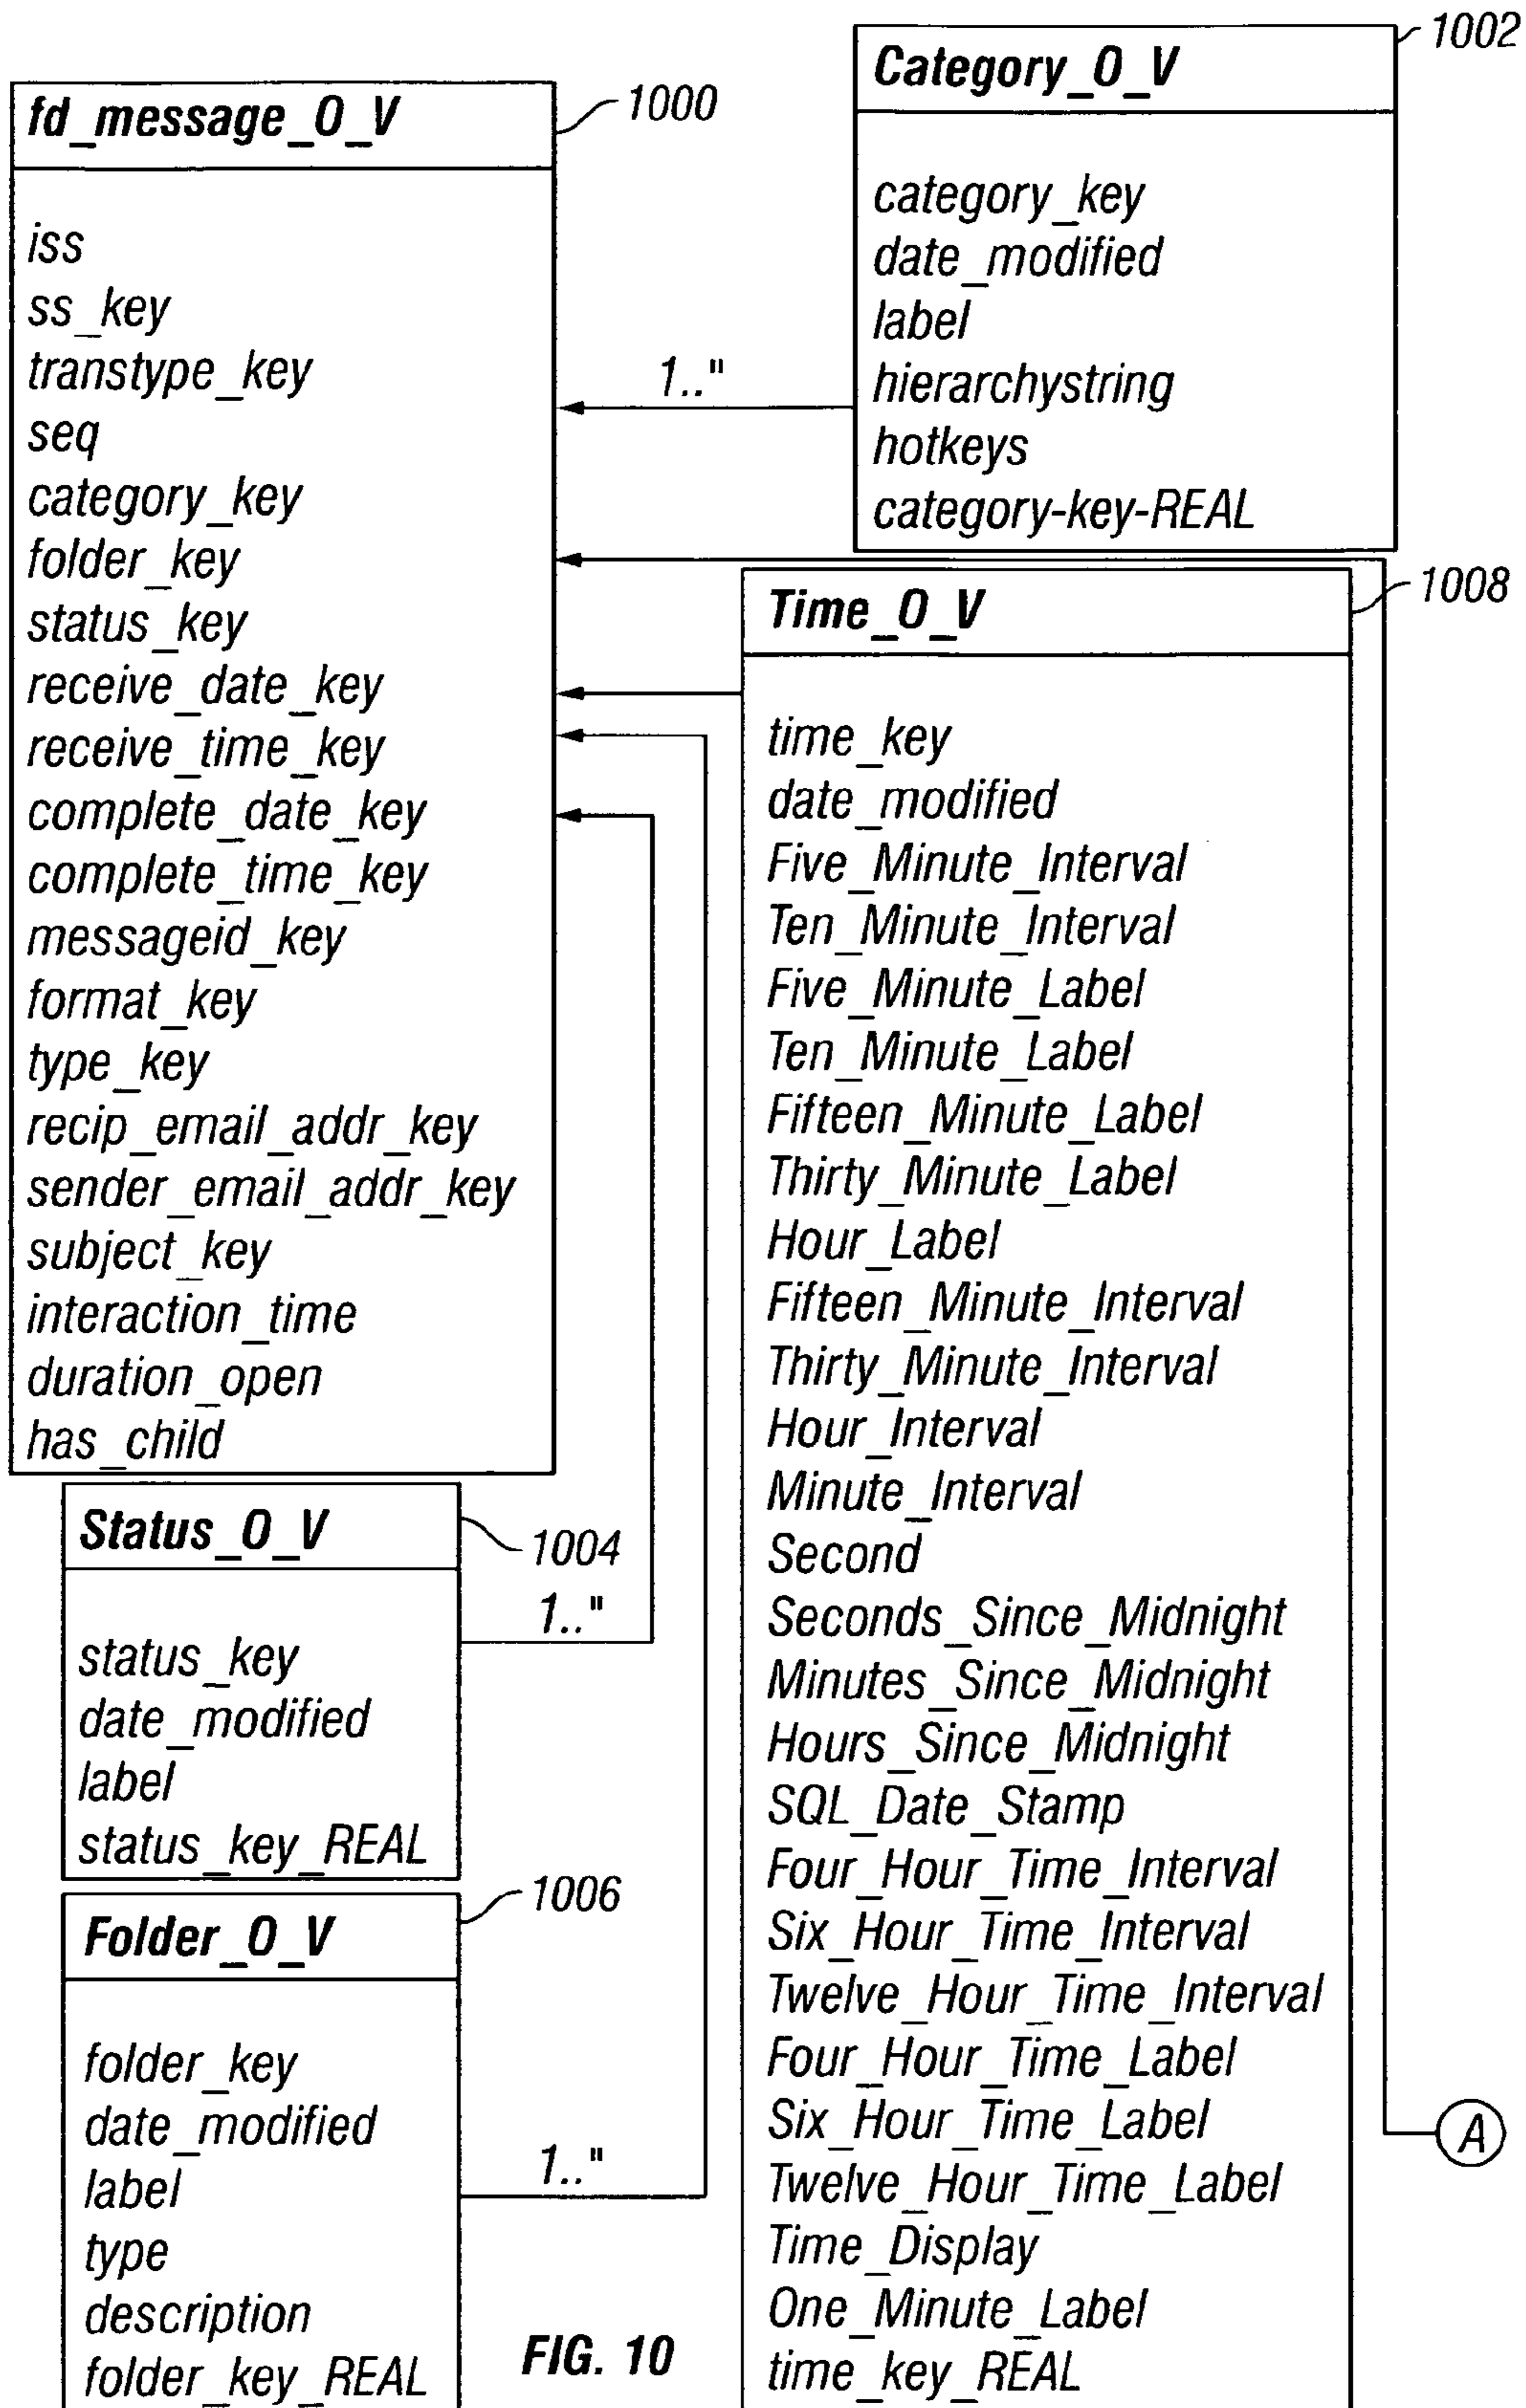 fd_message_O_V
1000
iss
ss_key
transtype_key
seq
category_key
folder_key
status_key
receive_date_key
receive_time_key
complete_date_key
complete_time_key
messageid_key
format_key
type_key
recip_email_addr_key
sender_email_addr_key
subject_key
interaction_time
duration_open
has_child
1.."
Category_O_V
1002
category_key
date_modified
label
hierarchystring
hotkeys
category-key-REAL
Time_O_V
1008
time_key
date_modified
Five_Minute_Interval
Ten_Minute_Interval
Five_Minute_Label
Ten_Minute_Label
Fifteen_Minute_Label
Thirty_Minute_Label
Hour_Label
Fifteen_Minute_Interval
Thirty_Minute_Interval
Hour_Interval
Minute_Interval
Second
Seconds_Since_Midnight
Minutes_Since_Midnight
Hours_Since_Midnight
SQL_Date_Stamp
Four_Hour_Time_Interval
Six_Hour_Time_Interval
Twelve_Hour_Time_Interval
Four_Hour_Time_Label
Six_Hour_Time_Label
Twelve_Hour_Time_Label
Time_Display
One_Minute_Label
time_key_REAL
A
Status_O_V
1004
1.."
status_key
date_modified
label
status_key_REAL
Folder_O_V
1006
folder_key
date_modified
label
type
description
folder_key_REAL
1.."
FIG. 10